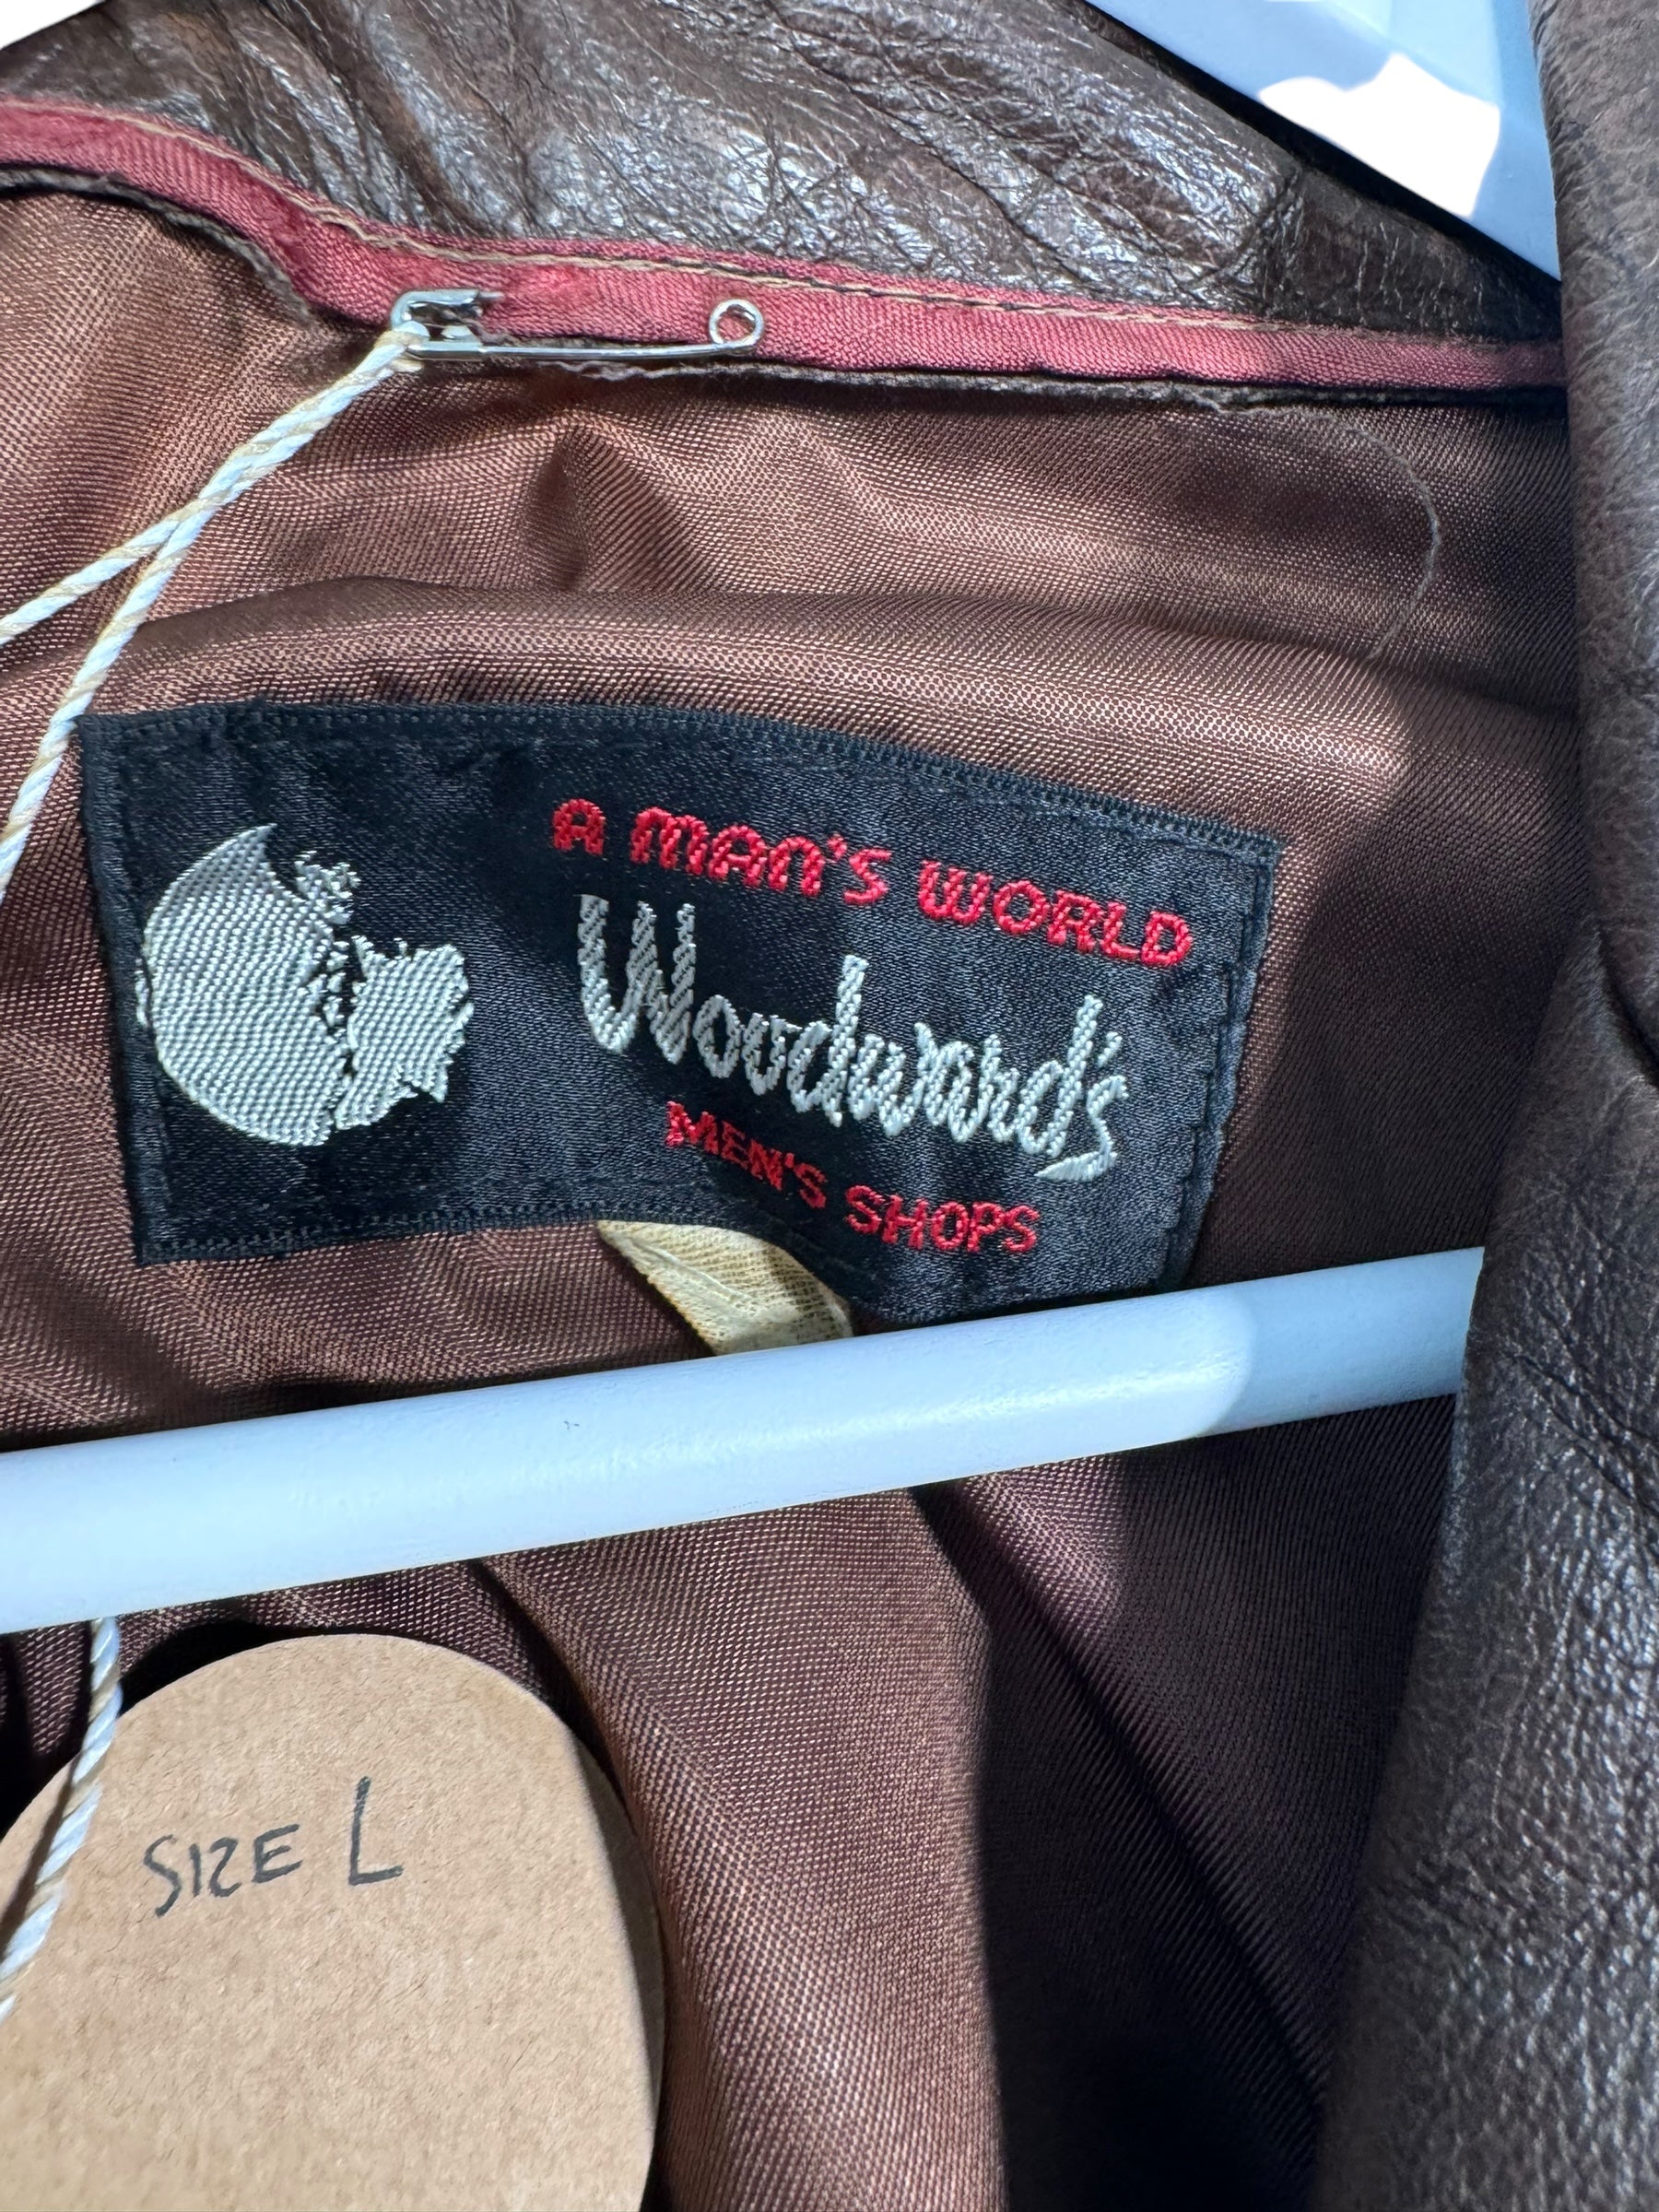 A MAN'S WORLD
Woodward's
MEN'S SHOPS
SIZE L